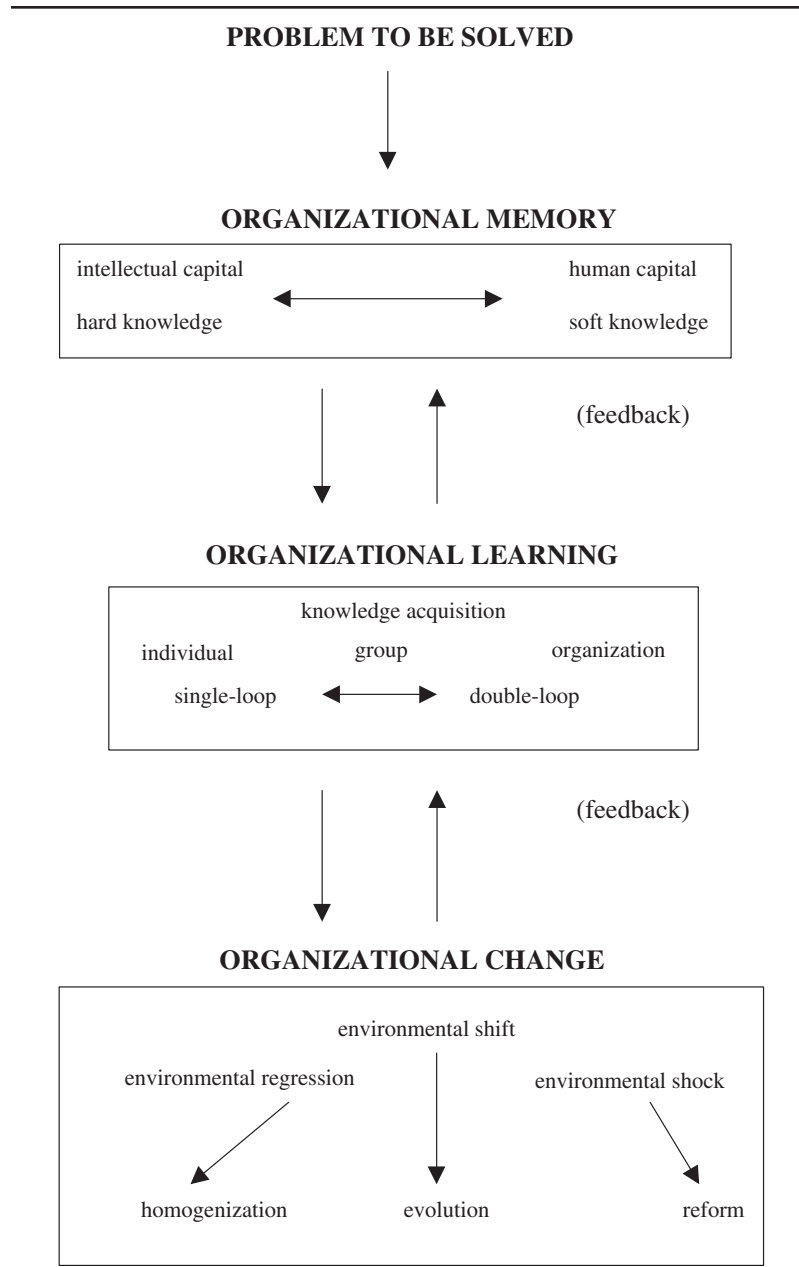 PROBLEM TO BE SOLVED
ORGANIZATIONAL MEMORY
intellectual capital human capital
hard knowledge soft knowledge
(feedback)
ORGANIZATIONAL LEARNING
knowledge acquisition
individual group organization
single-loop double-loop
(feedback)
ORGANIZATIONAL CHANGE
environmental shift
environmental regression environmental shock
homogenization evolution reform